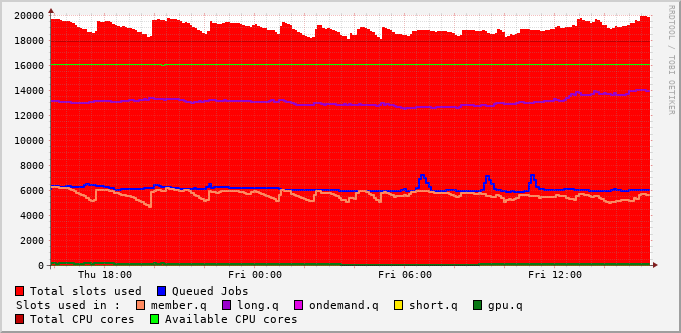 RRDTOOL / TOBI OETIKER
20000
18000
16000
14000
12000
10000
8000
6000
4000
2000
0
Thu 18:00 Fri 00:00 Fri 06:00 Fri 12:00
Total slots used Queued Jobs
Slots used in : member.q long.q ondemand.q short.q gpu.q
Total CPU cores Available CPU cores